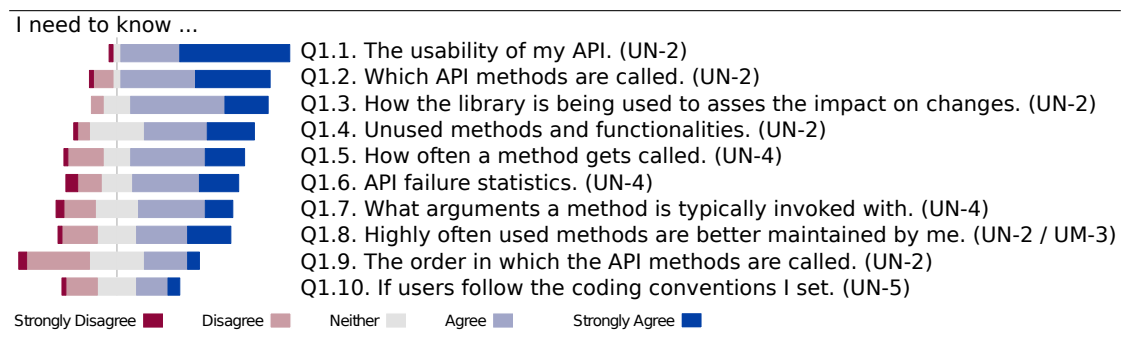 I need to know ...
Q1.1. The usability of my API. (UN-2)
Q1.2. Which API methods are called. (UN-2)
Q1.3. How the library is being used to asses the impact on changes. (UN-2)
Q1.4. Unused methods and functionalities. (UN-2)
Q1.5. How often a method gets called. (UN-4)
Q1.6. API failure statistics. (UN-4)
Q1.7. What arguments a method is typically invoked with. (UN-4)
Q1.8. Highly often used methods are better maintained by me. (UN-2 / UM-3)
Q1.9. The order in which the API methods are called. (UN-2)
Q1.10. If users follow the coding conventions I set. (UN-5)
Strongly Disagree Disagree Neither Agree Strongly Agree